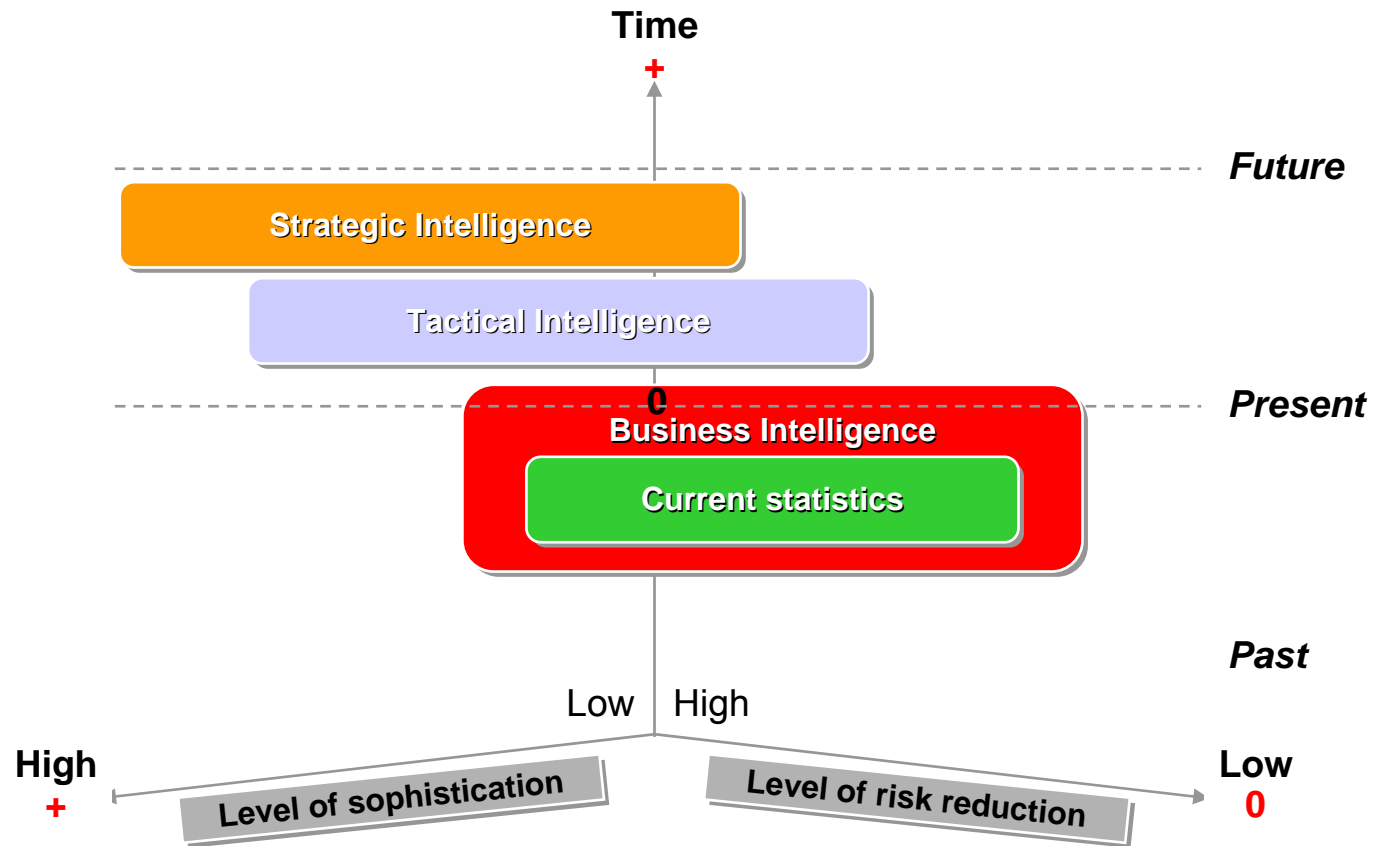 Time
+
Future
Strategic Intelligence
Tactical Intelligence
0
Present
Business Intelligence
Current statistics
Past
Low High
High
+
Level of sophistication
Level of risk reduction
Low
0